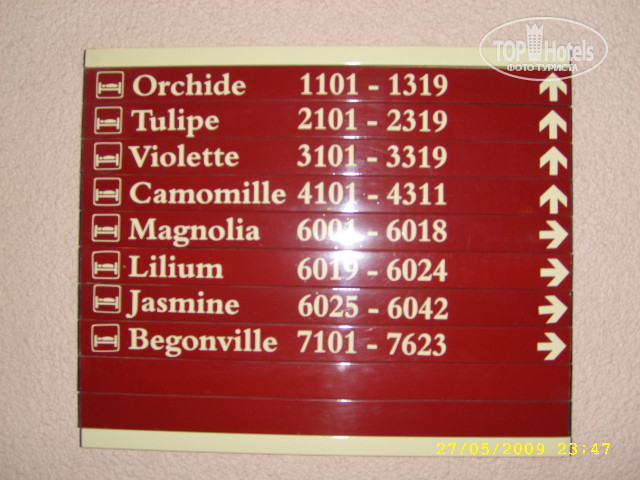 TOP Hotels
ФОТО ТУРИСТА
Orchide 1101 - 1319
Tulipe 2101 - 2319
Violette 3101 - 3319
Camomille 4101 - 4311
Magnolia 6001 - 6018
Lilium 6019 - 6024
Jasmine 6025 - 6042
Begonville 7101 - 7623
27/05/2009 23:47